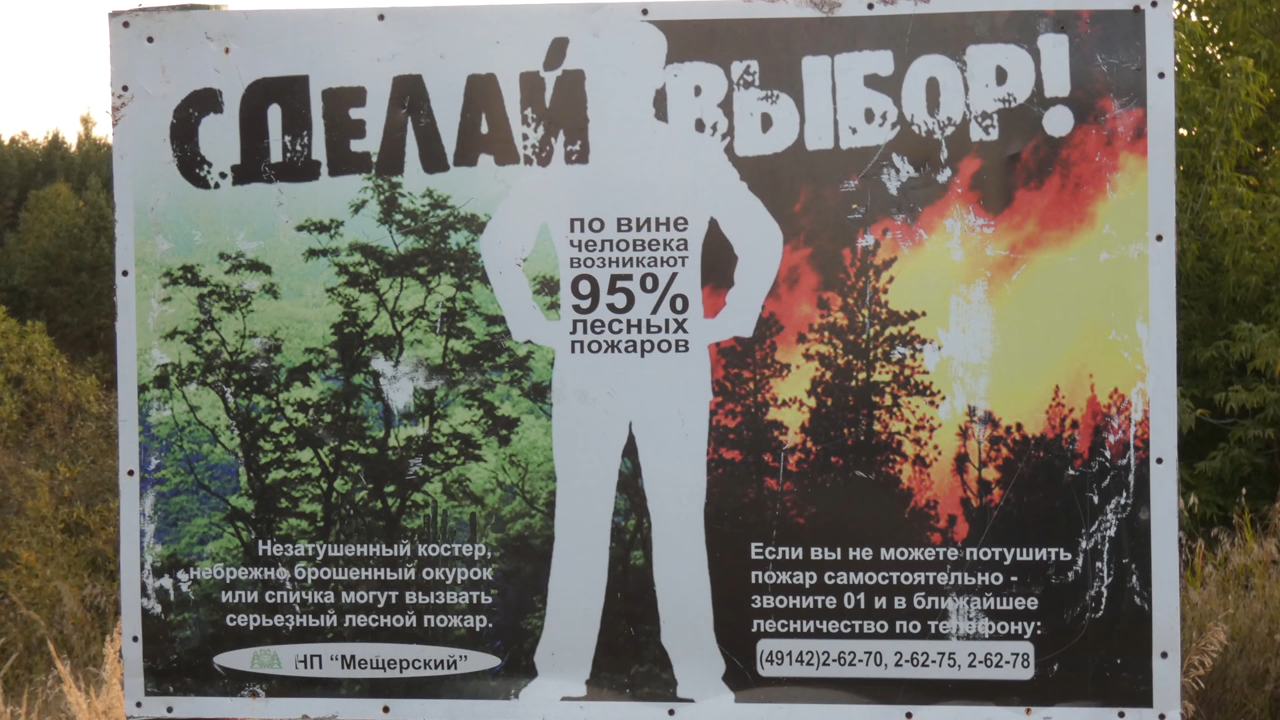 СДЕЛАЙ ВЫБОР!
по вине
человека
возникают
95%
лесных
пожаров
Незатушенный костер,
небрежно брошенный окурок
или спичка могут вызвать
серьезный лесной пожар.
НП “Мещерский”
Если вы не можете потушить
пожар самостоятельно -
звоните 01 и в ближайшее
лесничество по телефону:
(49142)2-62-70, 2-62-75, 2-62-78